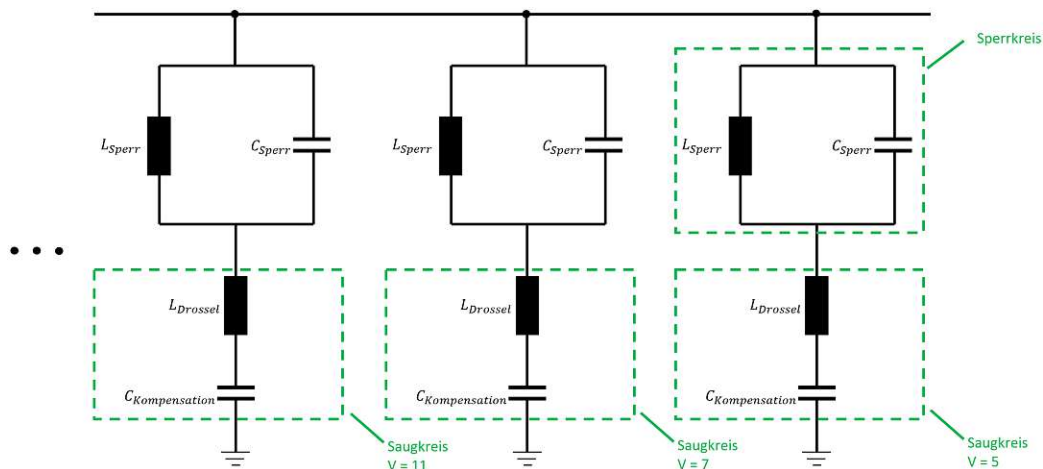 Sperrkreis
L_Sperr
C_Sperr
L_Sperr
C_Sperr
L_Sperr
C_Sperr
• • •
L_Drossel
L_Drossel
L_Drossel
C_Kompensation
C_Kompensation
C_Kompensation
Saugkreis
V = 11
Saugkreis
V = 7
Saugkreis
V = 5